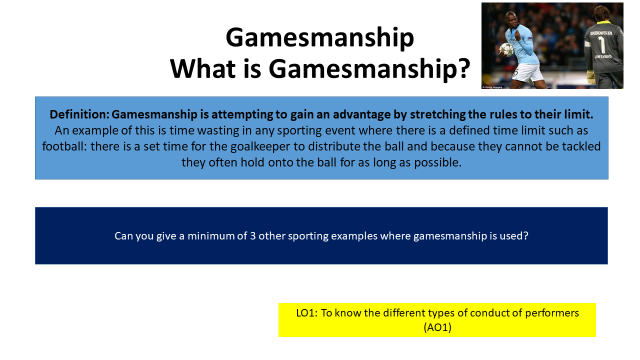 Gamesmanship
What is Gamesmanship?
1
Definition: Gamesmanship is attempting to gain an advantage by stretching the rules to their limit.
An example of this is time wasting in any sporting event where there is a defined time limit such as
football: there is a set time for the goalkeeper to distribute the ball and because they cannot be tackled
they often hold onto the ball for as long as possible.
Can you give a minimum of 3 other sporting examples where gamesmanship is used?
LO1: To know the different types of conduct of performers
(AO1)